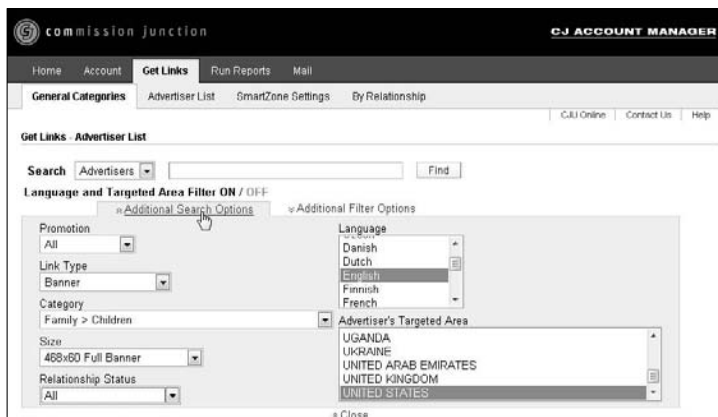 commission junction
CJ ACCOUNT MANAGER
Home Account Get Links Run Reports Mail
General Categories Advertiser List SmartZone Settings By Relationship
CJU Online Contact Us Help
Get Links - Advertiser List
Search Advertisers Find
Language and Targeted Area Filter ON / OFF
Additional Search Options Additional Filter Options
Promotion
All
Link Type
Banner
Category
Family > Children
Size
468x60 Full Banner
Relationship Status
All
Language
Danish
Dutch
English
Finnish
French
Advertiser's Targeted Area
UGANDA
UKRAINE
UNITED ARAB EMIRATES
UNITED KINGDOM
UNITED STATES
Close